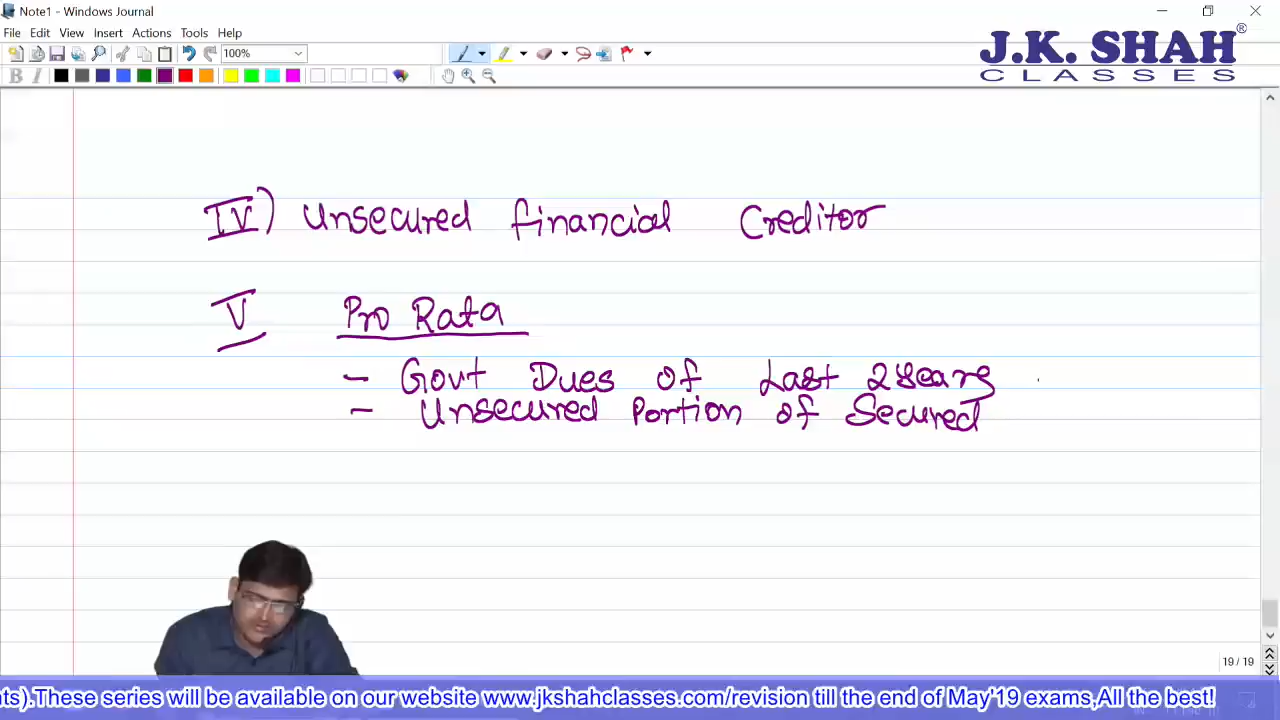 Note1 - Windows Journal
File Edit View Insert Actions Tools Help
100%
B I
J.K. SHAH®
CLASSES
IV) Unsecured financial Creditor
V Pro Rata
- Govt Dues of Last 2 years
- Unsecured Portion of Secured
19 / 19
nts).These series will be available on our website www.jkshahclasses.com/revision till the end of May'19 exams,All the best!